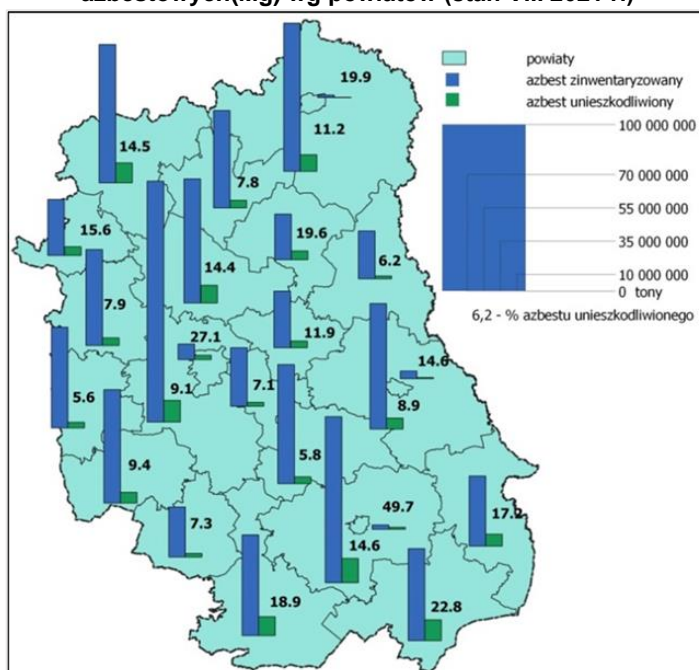 azbestowych(Mg) wg powiatów (stan VIII 2021 r.)
powiaty
azbest zinwentaryzowany
azbest unieszkodliwiony
100 000 000
70 000 000
55 000 000
35 000 000
10 000 000
0 tony
6,2 - % azbestu unieszkodliwionego
19.9
14.5
11.2
7.8
15.6
19.6
6.2
14.4
7.9
11.9
27.1
14.6
7.1
9.1
5.6
8.9
5.8
9.4
49.7
17.2
7.3
14.6
18.9
22.8